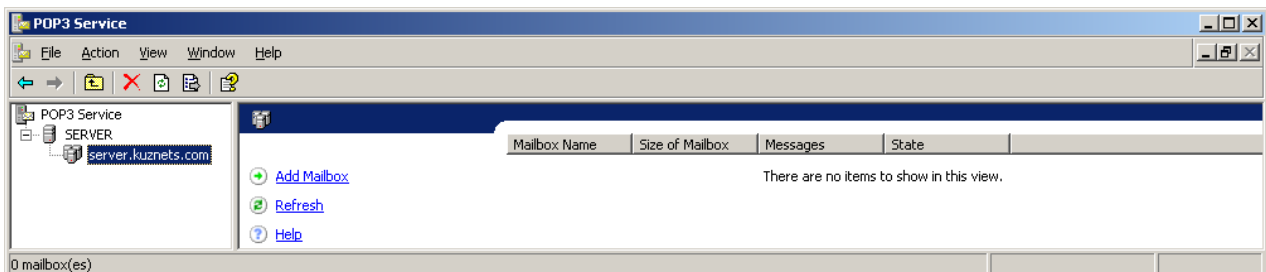 POP3 Service
File Action View Window Help
POP3 Service
SERVER
server.kuznets.com
Mailbox Name Size of Mailbox Messages State
Add Mailbox
There are no items to show in this view.
Refresh
Help
0 mailbox(es)